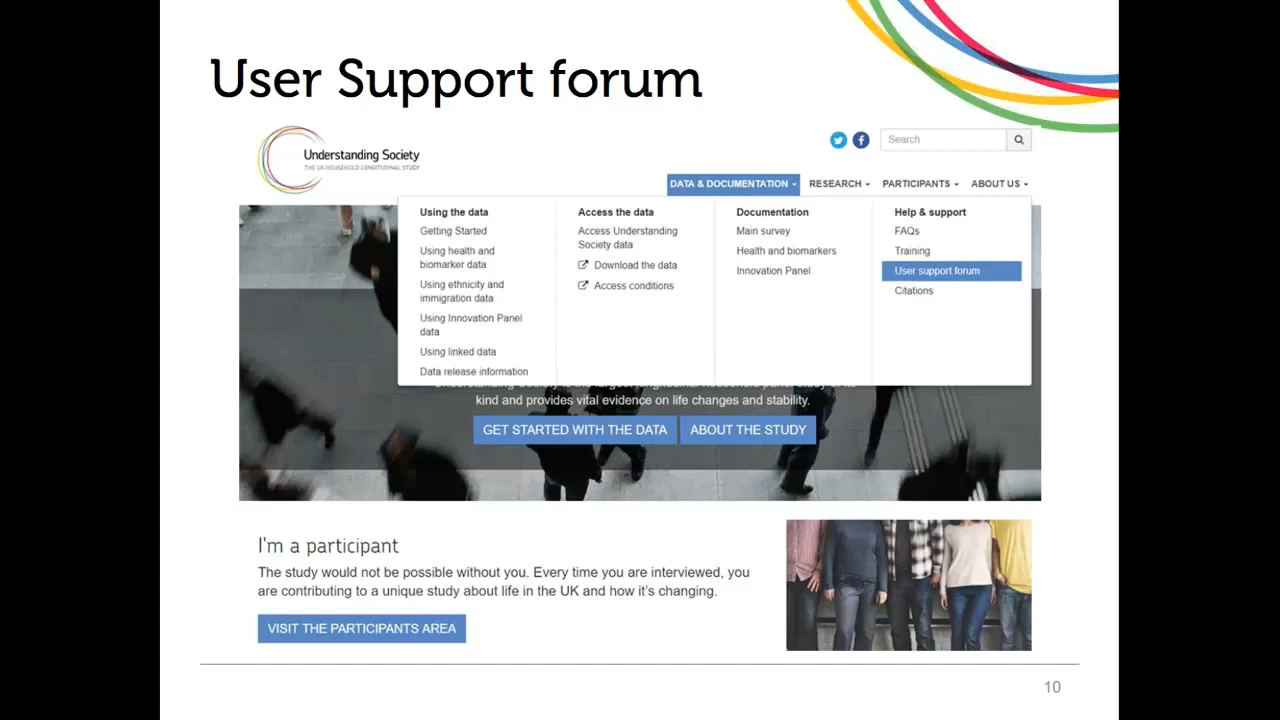 User Support forum
Understanding Society
THE UK HOUSEHOLD LONGITUDINAL STUDY
Search
DATA & DOCUMENTATION
RESEARCH
PARTICIPANTS
ABOUT US
Using the data
Getting Started
Using health and
biomarker data
Using ethnicity and
immigration data
Using Innovation Panel
data
Using linked data
Data release information
Access the data
Access Understanding
Society data
Download the data
Access conditions
Documentation
Main survey
Health and biomarkers
Innovation Panel
Help & support
FAQs
Training
User support forum
Citations
kind and provides vital evidence on life changes and stability.
GET STARTED WITH THE DATA
ABOUT THE STUDY
I'm a participant
The study would not be possible without you. Every time you are interviewed, you
are contributing to a unique study about life in the UK and how it's changing.
VISIT THE PARTICIPANTS AREA
10